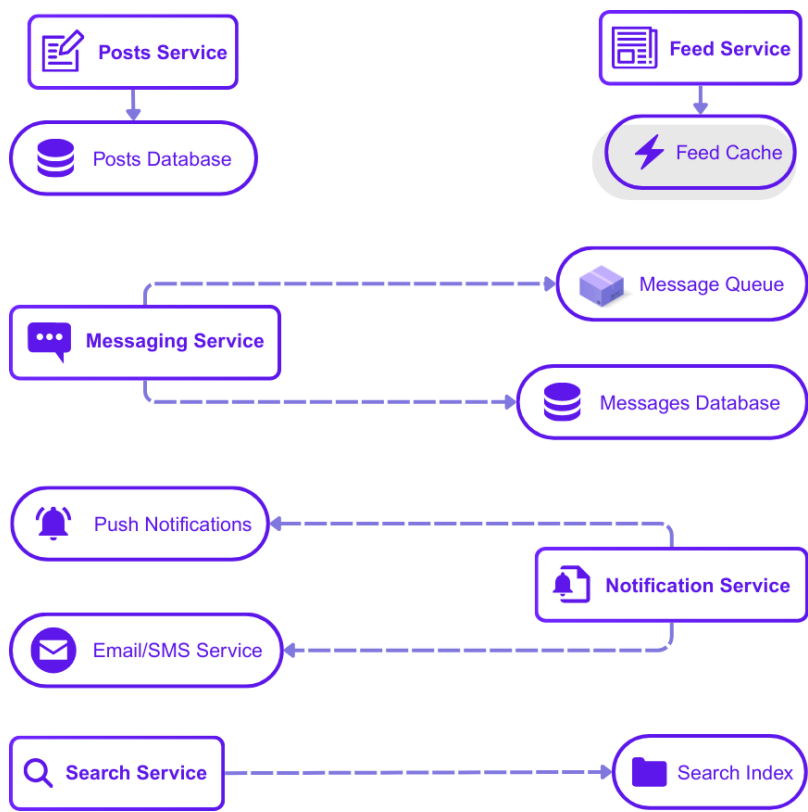 Posts Service
Feed Service
Posts Database
Feed Cache
Message Queue
Messaging Service
Messages Database
Push Notifications
Notification Service
Email/SMS Service
Search Service
Search Index